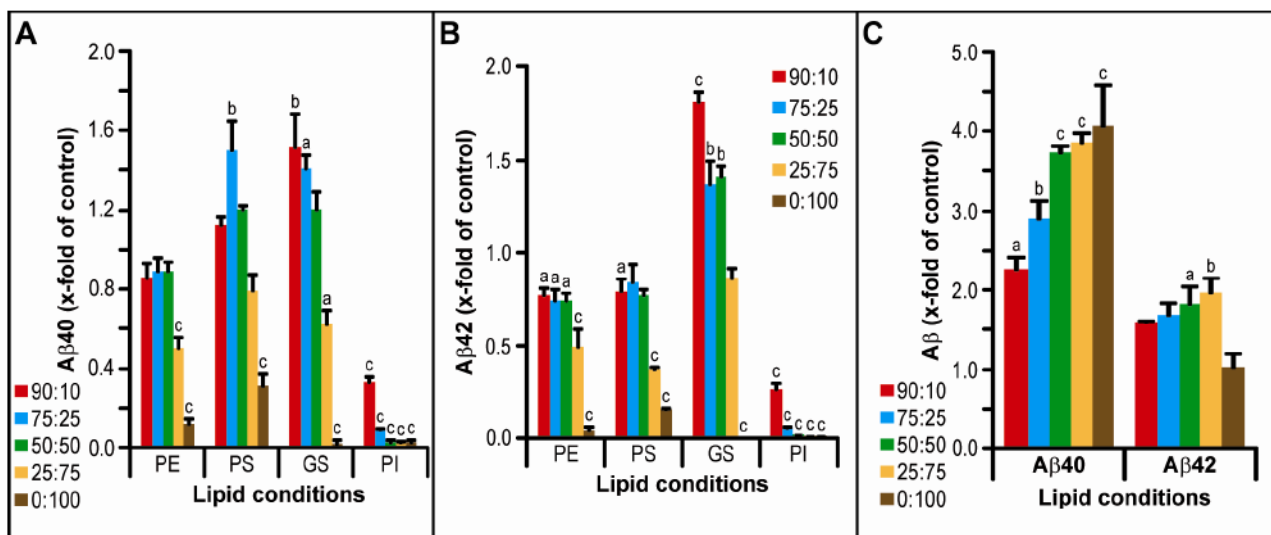 A
Aβ40 (x-fold of control)
2.0
1.6
1.2
0.8
0.4
0.0
b
b
a
c
c
a
c
c
c c c c
PE PS GS PI
Lipid conditions
90:10
75:25
50:50
25:75
0:100
B
Aβ42 (x-fold of control)
2.0
1.5
1.0
0.5
0.0
c
b b
a a a
c
c
a
c
c
c
c
c c c c
PE PS GS PI
Lipid conditions
90:10
75:25
50:50
25:75
0:100
C
Aβ (x-fold of control)
5.0
4.0
3.0
2.0
1.0
0.0
a
b
c
c
c
a
b
Aβ40 Aβ42
Lipid conditions
90:10
75:25
50:50
25:75
0:100